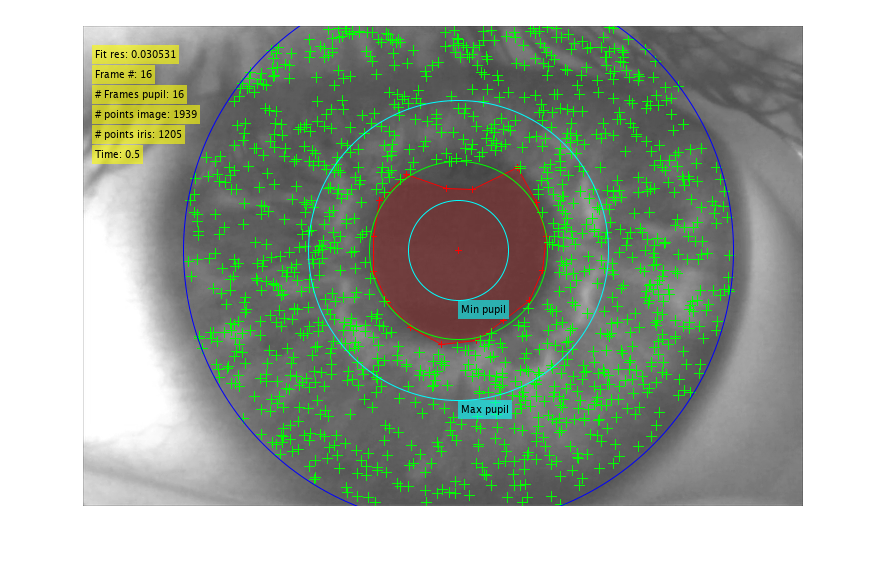 Fit res: 0.030531
Frame #: 16
# Frames pupil: 16
# points image: 1939
# points iris: 1205
Time: 0.5
Min pupil
Max pupil